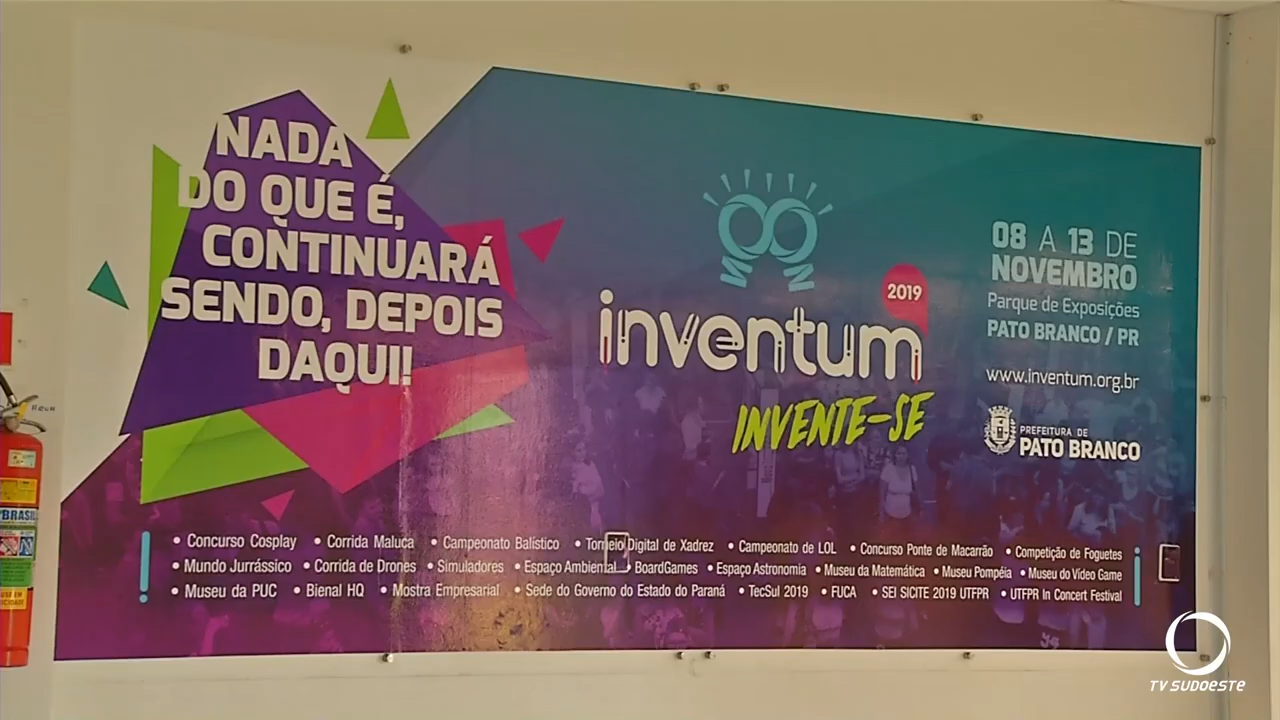 NADA
DO QUE É,
CONTINUARÁ
SENDO, DEPOIS
DAQUI!
2019
inventum
INVENTE-SE
08 A 13 DE
NOVEMBRO
Parque de Exposições
PATO BRANCO / PR
www.inventum.org.br
PREFEITURA DE
PATO BRANCO
• Concurso Cosplay • Corrida Maluca • Campeonato Balístico • Torneio Digital de Xadrez • Campeonato de LOL • Concurso Ponte de Macarrão • Competição de Foguetes
• Mundo Jurrássico • Corrida de Drones • Simuladores • Espaço Ambiental • BoardGames • Espaço Astronomia • Museu da Matemática • Museu Pompéia • Museu do Vídeo Game
• Museu da PUC • Bienal HQ • Mostra Empresarial • Sede do Governo do Estado do Paraná • TecSul 2019 • FUCA • SEI SICITE 2019 UTFPR • UTFPR In Concert Festival
BRASIL
TV SUDOESTE